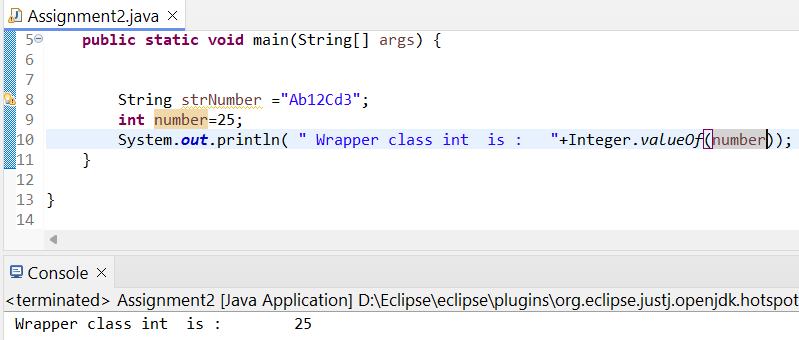 Assignment2.java
5 public static void main(String[] args) {
6
7
8 String strNumber ="Ab12Cd3";
9 int number=25;
10 System.out.println( " Wrapper class int  is :   "+Integer.valueOf(number));
11 }
12
13 }
14
Console
<terminated> Assignment2 [Java Application] D:\Eclipse\eclipse\plugins\org.eclipse.justj.openjdk.hotspot
Wrapper class int  is :   25